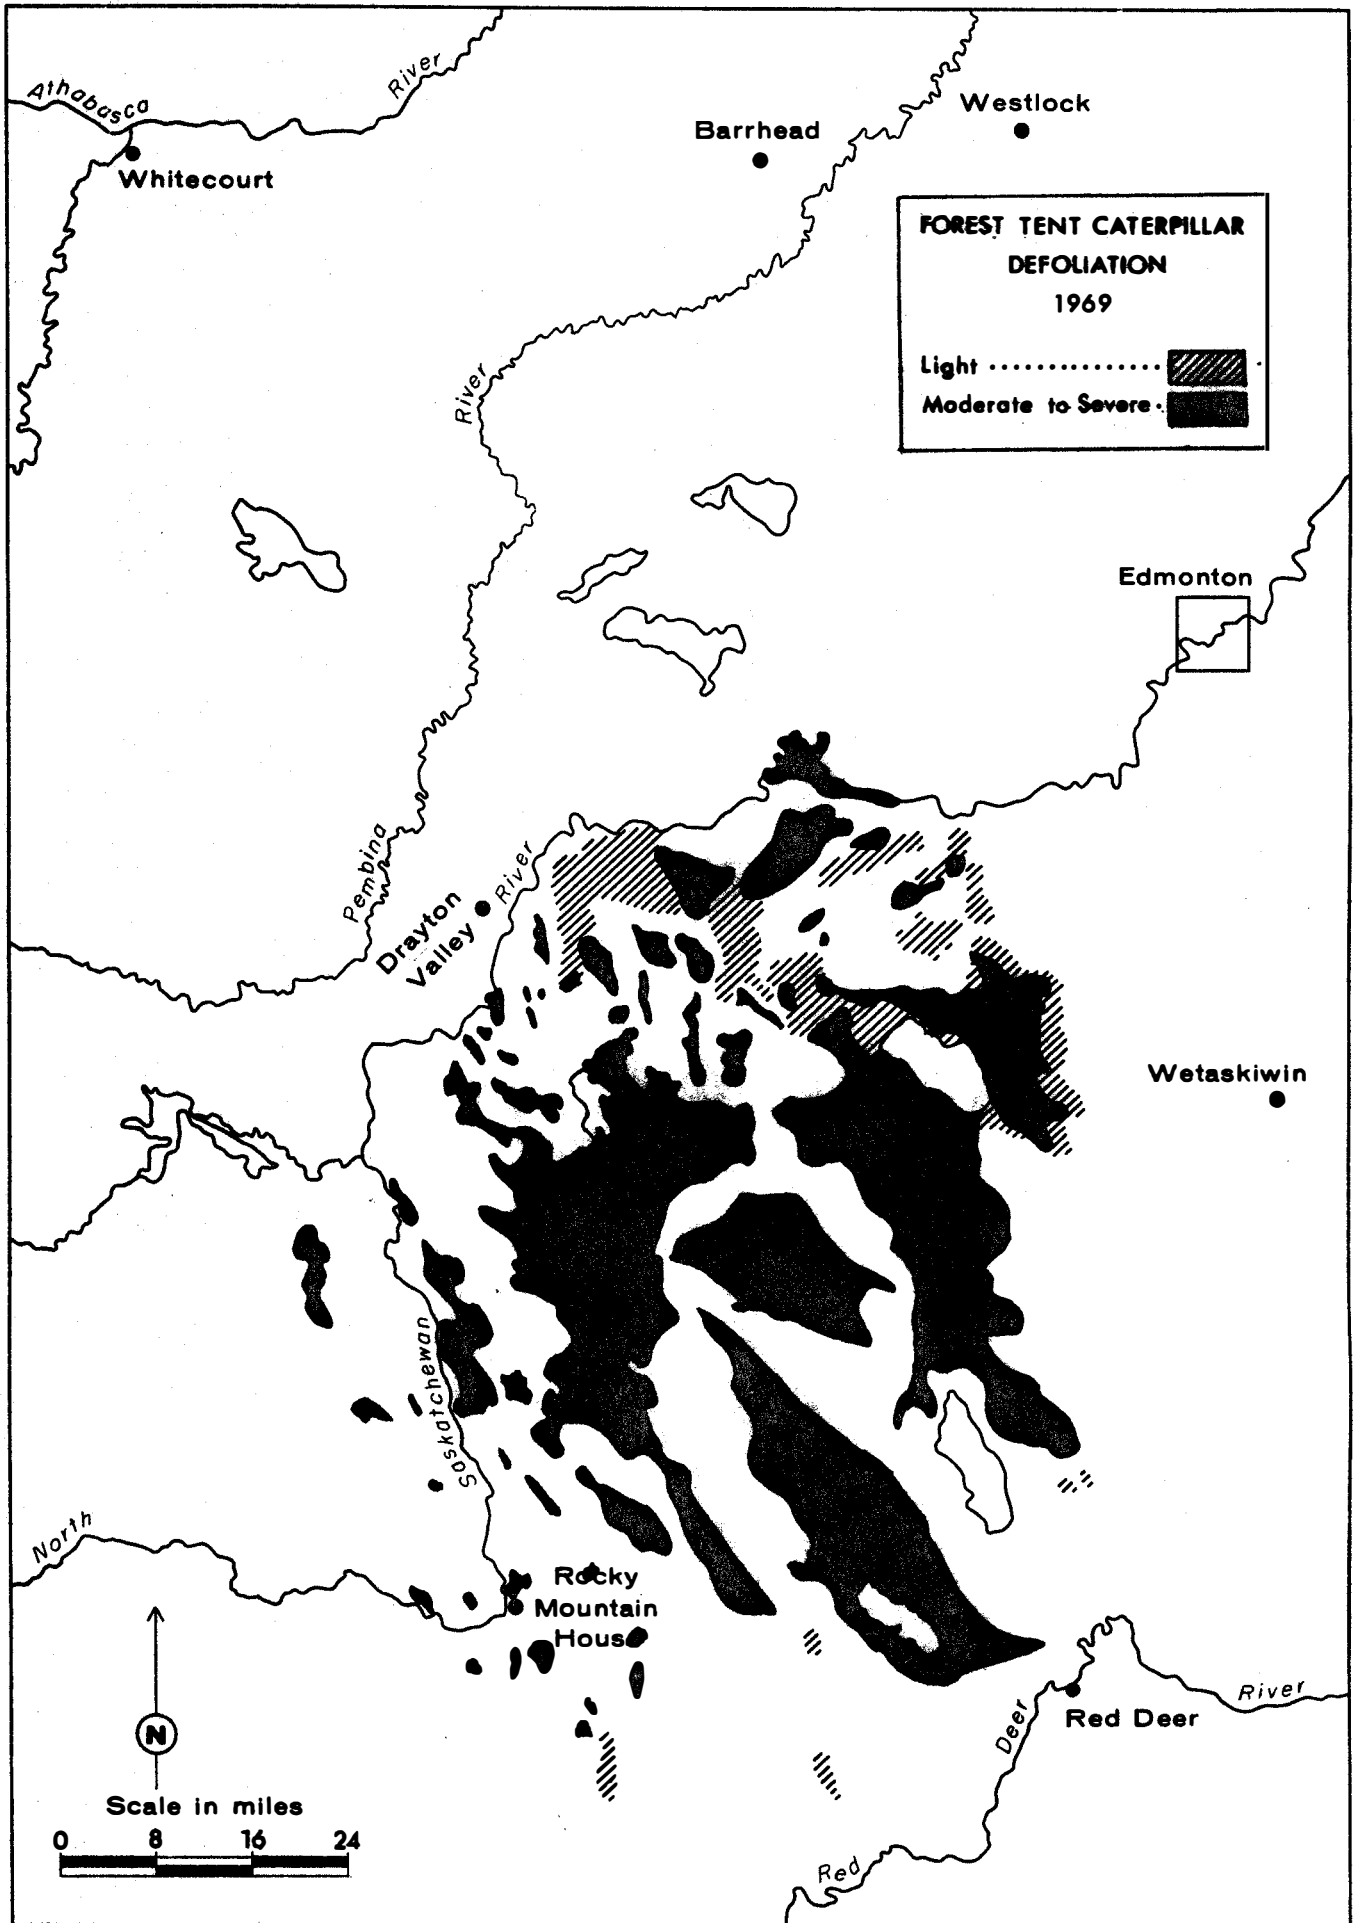 Athabasca River
Westlock
Barrhead
Whitecourt
FOREST TENT CATERPILLAR
DEFOLIATION
1969
Light ..............
Moderate to Severe.
River
Edmonton
Pembina
River
Drayton
Valley
Wetaskiwin
Saskatchewan
North
Rocky
Mountain
House
River
Deer
Red Deer
N
Scale in miles
0 8 16 24
Red